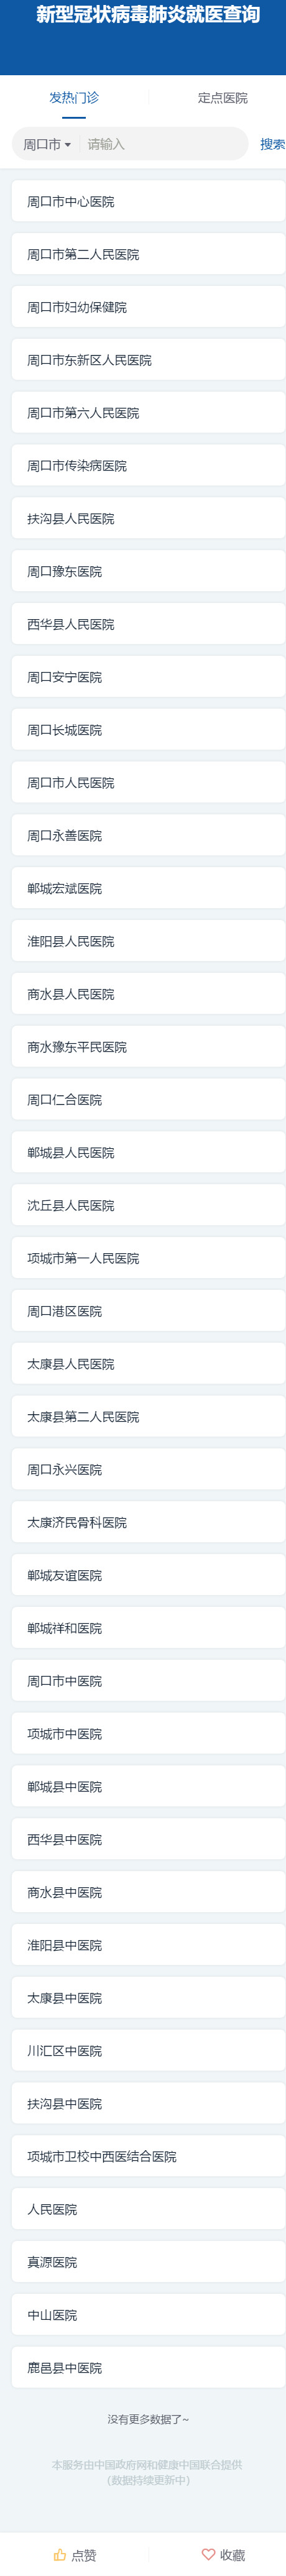 新型冠状病毒肺炎就医查询
发热门诊 定点医院
周口市 请输入 搜索
周口市中心医院
周口市第二人民医院
周口市妇幼保健院
周口市东新区人民医院
周口市第六人民医院
周口市传染病医院
扶沟县人民医院
周口豫东医院
西华县人民医院
周口安宁医院
周口长城医院
周口市人民医院
周口永善医院
郸城宏斌医院
淮阳县人民医院
商水县人民医院
商水豫东平民医院
周口仁合医院
郸城县人民医院
沈丘县人民医院
项城市第一人民医院
周口港区医院
太康县人民医院
太康县第二人民医院
周口永兴医院
太康济民骨科医院
郸城友谊医院
郸城祥和医院
周口市中医院
项城市中医院
郸城县中医院
西华县中医院
商水县中医院
淮阳县中医院
太康县中医院
川汇区中医院
扶沟县中医院
项城市卫校中西医结合医院
人民医院
真源医院
中山医院
鹿邑县中医院
没有更多数据了~
本服务由中国政府网和健康中国联合提供
(数据持续更新中)
点赞 收藏